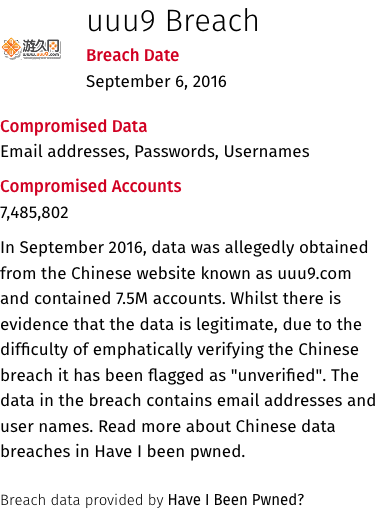 uuu9 Breach
游久网
www.uuu9.com
Breach Date
September 6, 2016
Compromised Data
Email addresses, Passwords, Usernames
Compromised Accounts
7,485,802
In September 2016, data was allegedly obtained
from the Chinese website known as uuu9.com
and contained 7.5M accounts. Whilst there is
evidence that the data is legitimate, due to the
difficulty of emphatically verifying the Chinese
breach it has been flagged as "unverified". The
data in the breach contains email addresses and
user names. Read more about Chinese data
breaches in Have I been pwned.
Breach data provided by Have I Been Pwned?